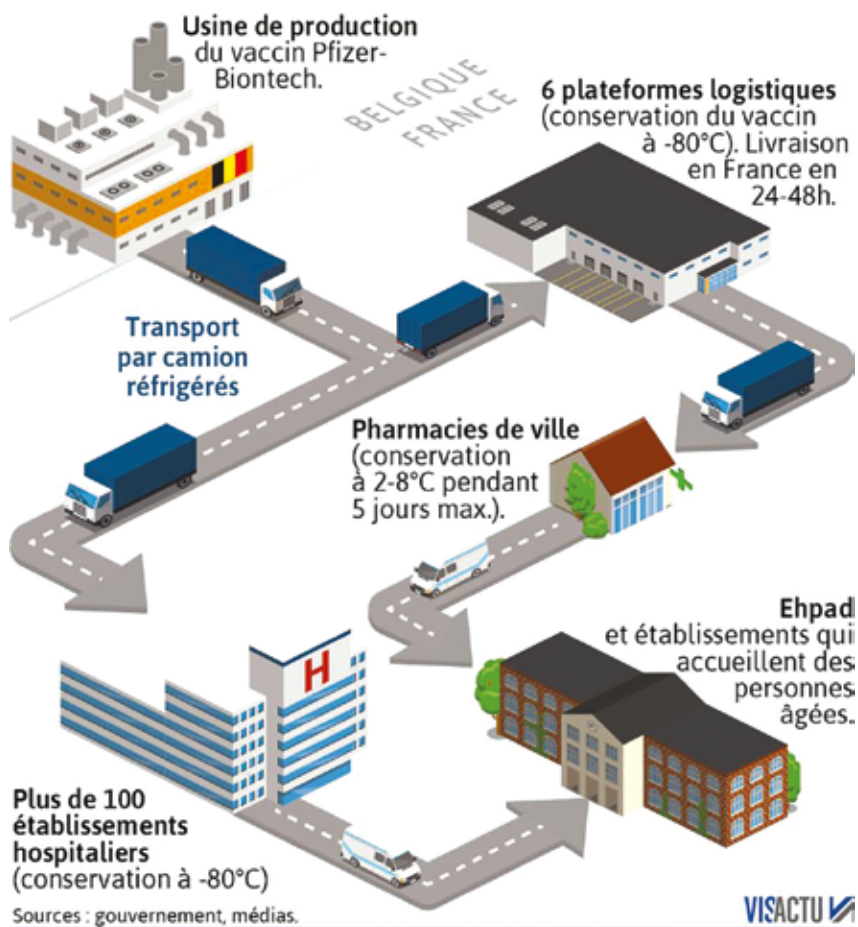 Usine de production
du vaccin Pfizer-
Biontech.
BELGIQUE
FRANCE
6 plateformes logistiques
(conservation du vaccin
à -80°C). Livraison
en France en
24-48h.
Transport
par camion
réfrigérés
Pharmacies de ville
(conservation
à 2-8°C pendant
5 jours max.).
Ehpad
et établissements qui
accueillent des
personnes
âgées.
H
Plus de 100
établissements
hospitaliers
(conservation à -80°C)
Sources : gouvernement, médias.
VISACTU